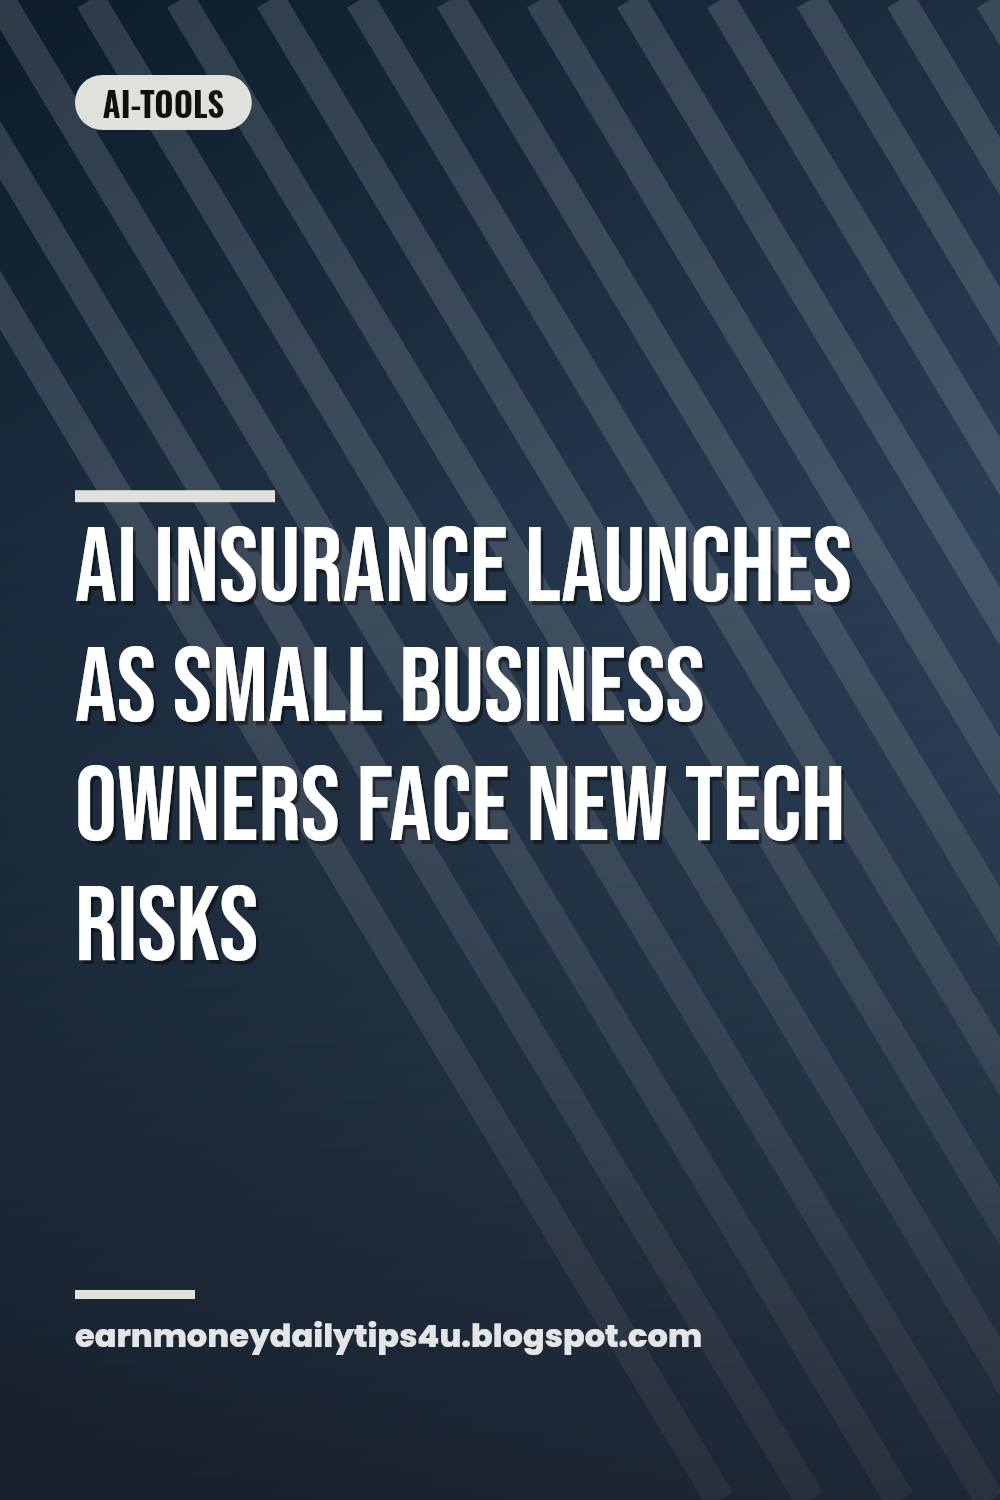 AI-TOOLS
AI INSURANCE LAUNCHES
AS SMALL BUSINESS
OWNERS FACE NEW TECH
RISKS
earnmoneydailytips4u.blogspot.com